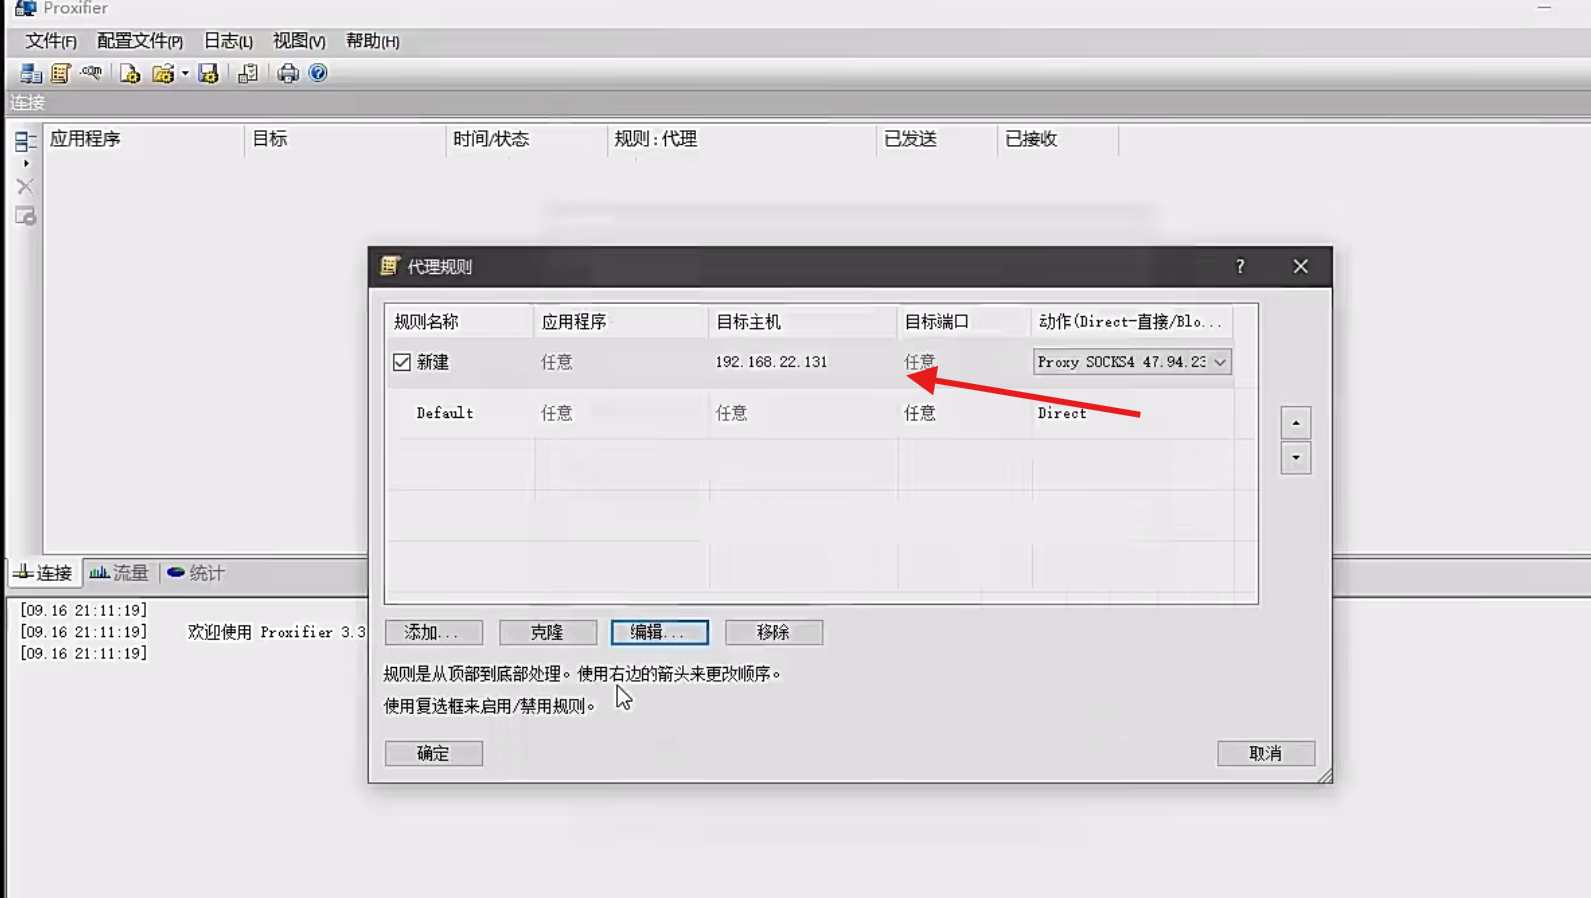 Proxifier
文件(F) 配置文件(P) 日志(L) 视图(V) 帮助(H)
连接
应用程序 目标 时间/状态 规则:代理 已发送 已接收
代理规则 ?
规则名称 应用程序 目标主机 目标端口 动作(Direct-直接/Blo...
新建 任意 192.168.22.131 任意 Proxy SOCKS4 47.94.23
Default 任意 任意 任意 Direct
添加... 克隆 编辑... 移除
规则是从顶部到底部处理。使用右边的箭头来更改顺序。
使用复选框来启用/禁用规则。
确定 取消
连接 流量 统计
[09.16 21:11:19]
[09.16 21:11:19] 欢迎使用 Proxifier 3.3
[09.16 21:11:19]